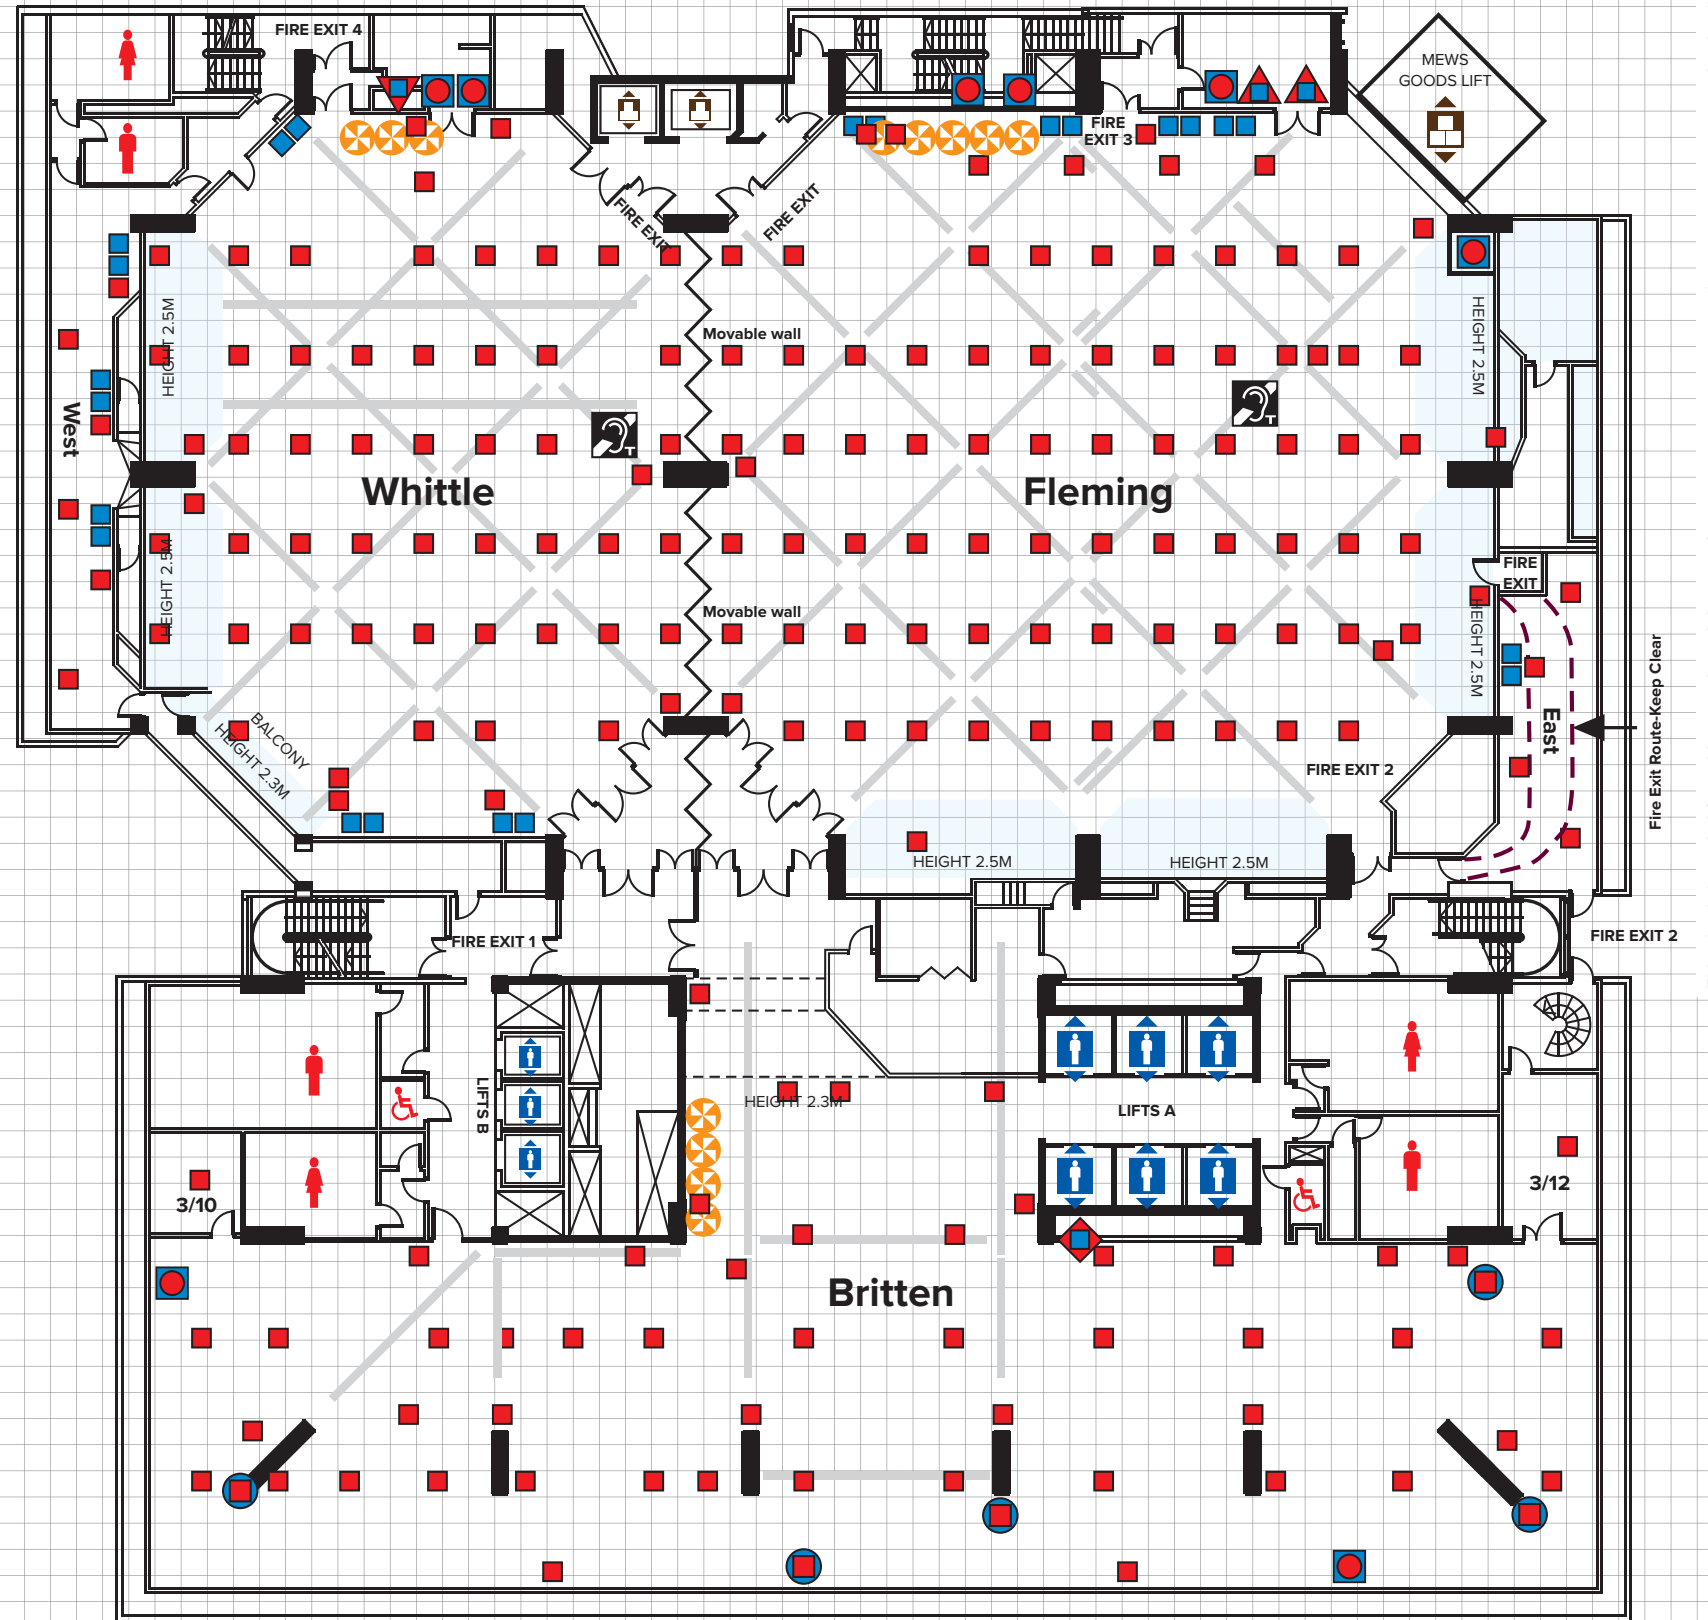 FIRE EXIT 4
MEWS
GOODS LIFT
FIRE
EXIT 3
FIRE EXIT
FIRE EXIT
HEIGHT 2.5M
Movable wall
HEIGHT 2.5M
West
T
T
Whittle
Fleming
HEIGHT 2.5M
FIRE
EXIT
Movable wall
HEIGHT 2.5M
Fire Exit Route-Keep Clear
East
BALCONY
HEIGHT 2.3M
FIRE EXIT 2
HEIGHT 2.5M
HEIGHT 2.5M
FIRE EXIT 1
FIRE EXIT 2
LIFTS B
HEIGHT 2.3M
LIFTS A
3/10
3/12
Britten